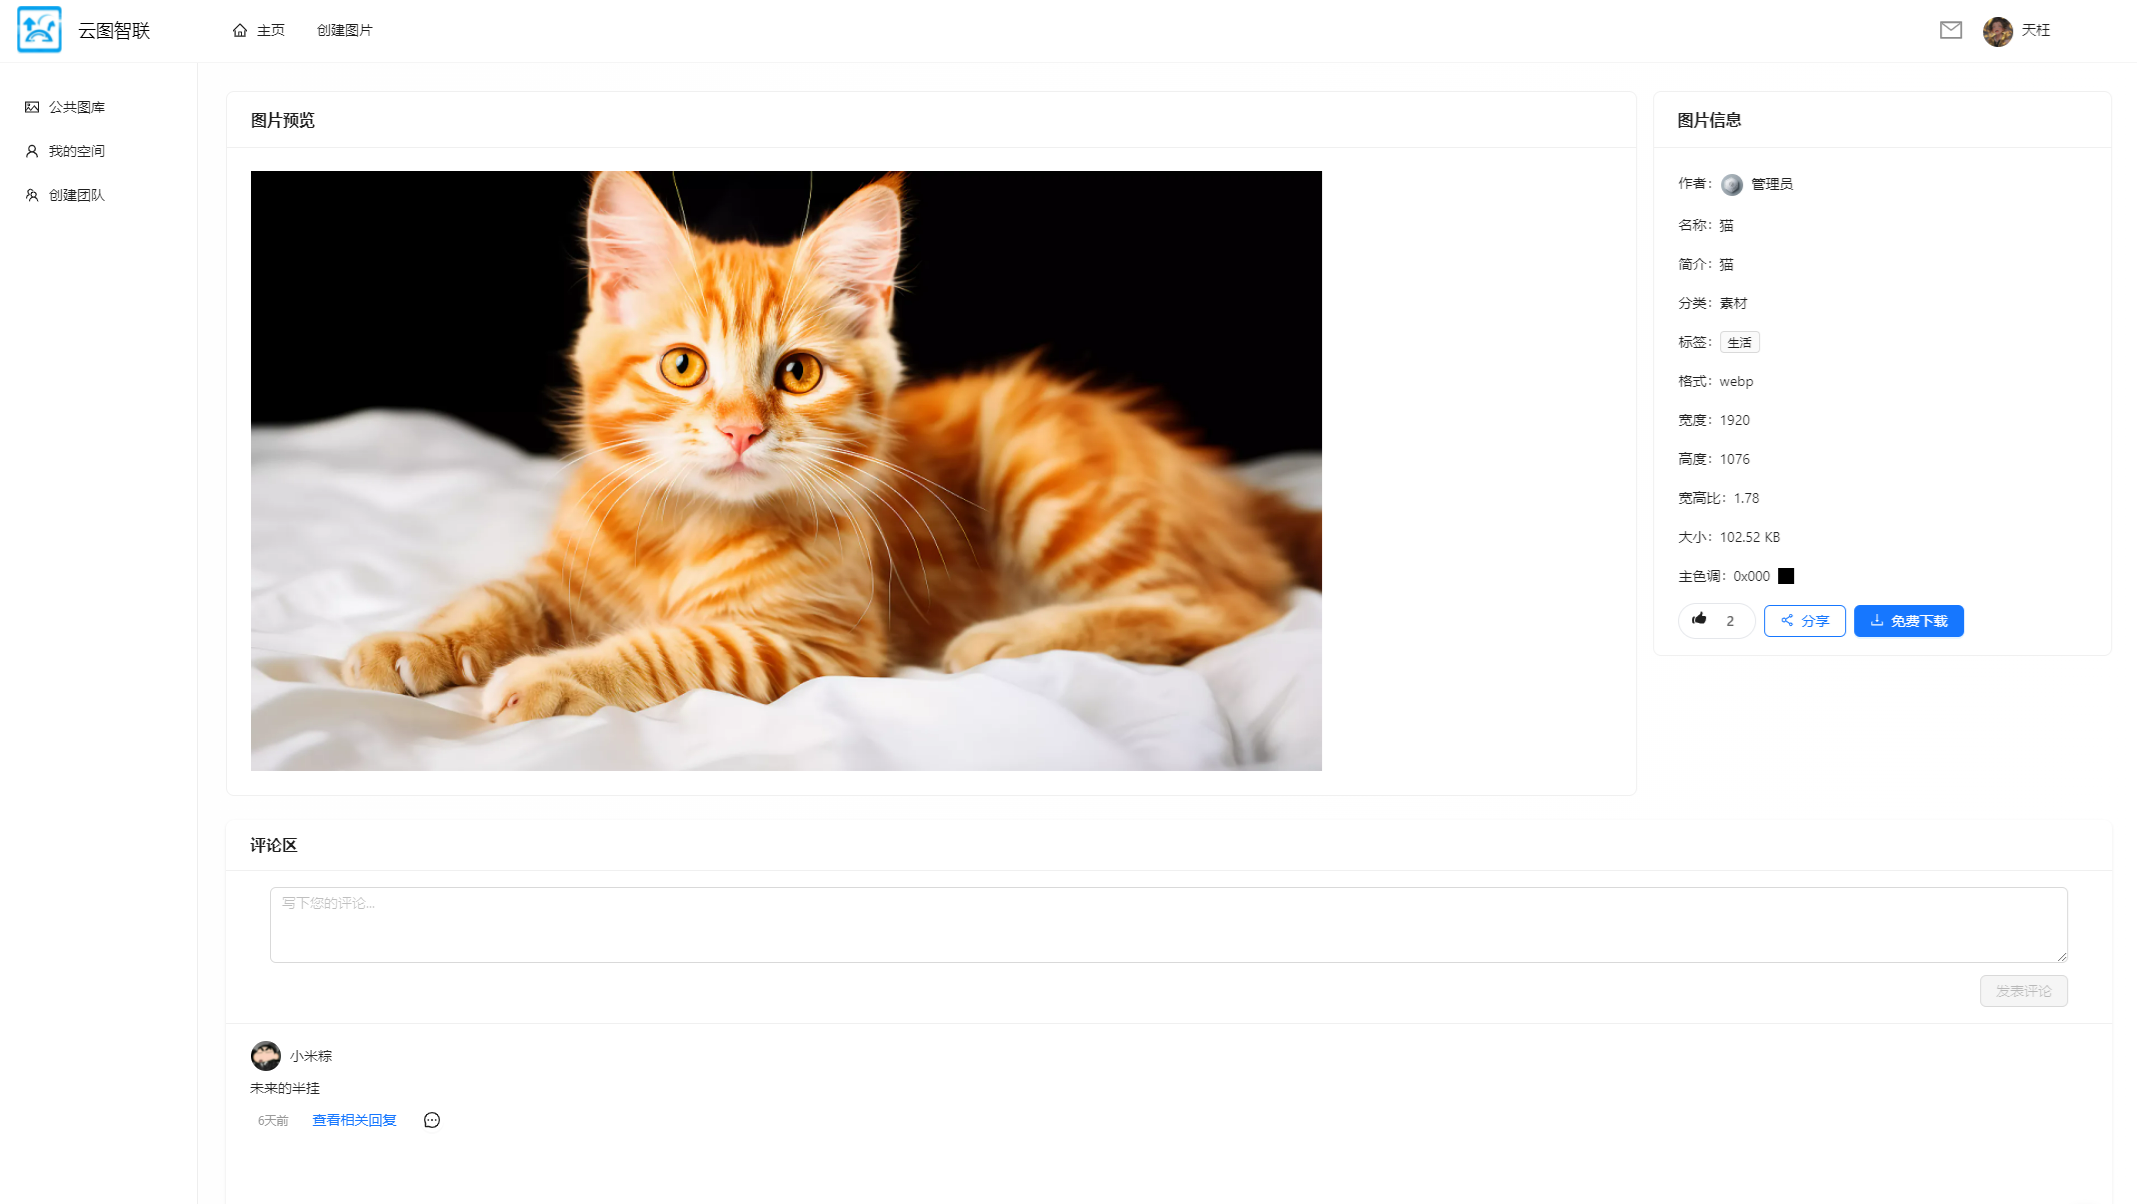 云图智联
主页
创建图片
天枉
公共图库
我的空间
创建团队
图片预览
图片信息
作者： 管理员
名称：猫
简介：猫
分类：素材
标签： 生活
格式：webp
宽度：1920
高度：1076
宽高比：1.78
大小：102.52 KB
主色调：0x000
2
分享
免费下载
评论区
写下您的评论...
发表评论
小米粽
未来的半挂
6天前
查看相关回复